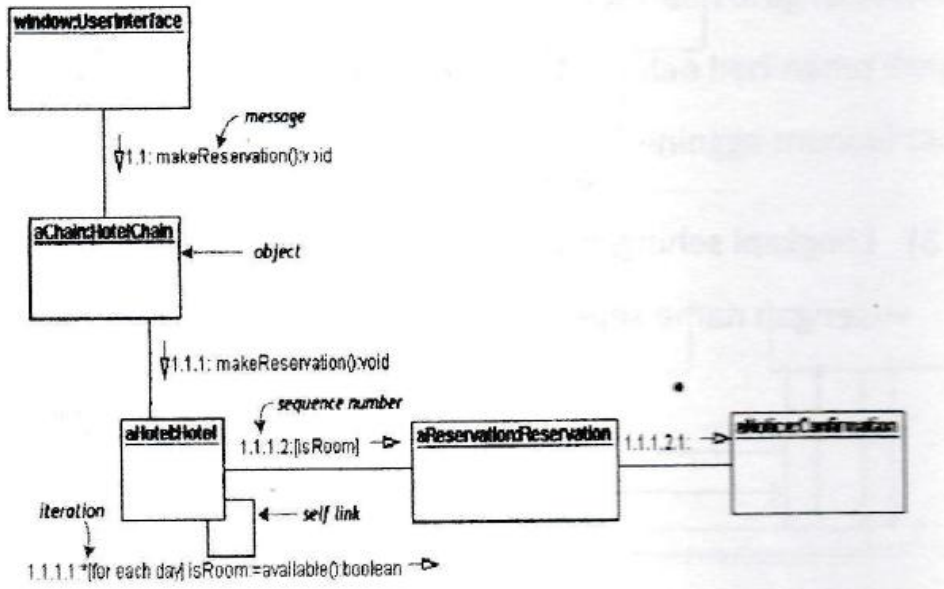 window:UserInterface
message
1.1: makeReservation():void
aChain:HotelChain
object
1.1.1: makeReservation():void
sequence number
aHotel:Hotel
1.1.1.2:[isRoom]
aReservation:Reservation
1.1.1.2.1:
aNotice:Confirmation
iteration
self link
1.1.1.1:*[for each day] isRoom:=available():boolean